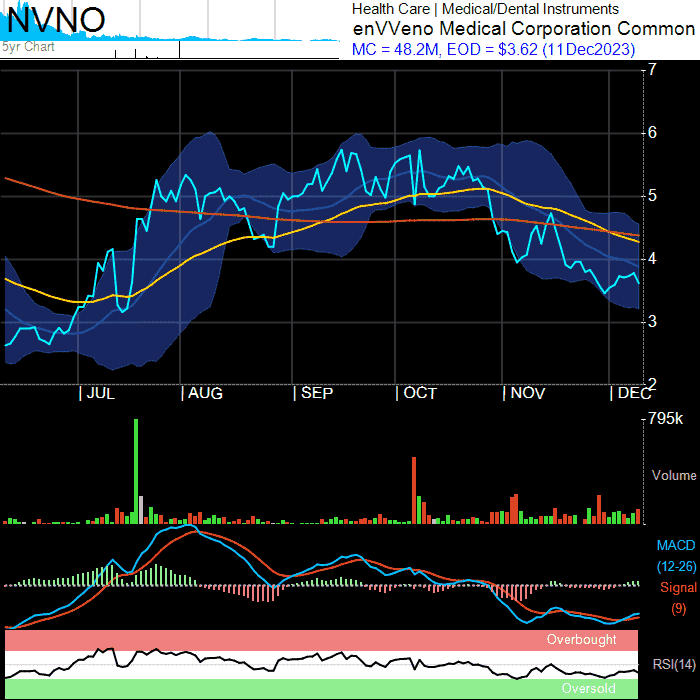 NVNO
5yr Chart
Health Care | Medical/Dental Instruments
enVVeno Medical Corporation Common
MC = 48.2M, EOD = $3.62 (11Dec2023)
7
6
5
4
3
2
| JUL | AUG | SEP | OCT | NOV | DEC
795k
Volume
MACD
(12-26)
Signal
(9)
Overbought
RSI(14)
Oversold